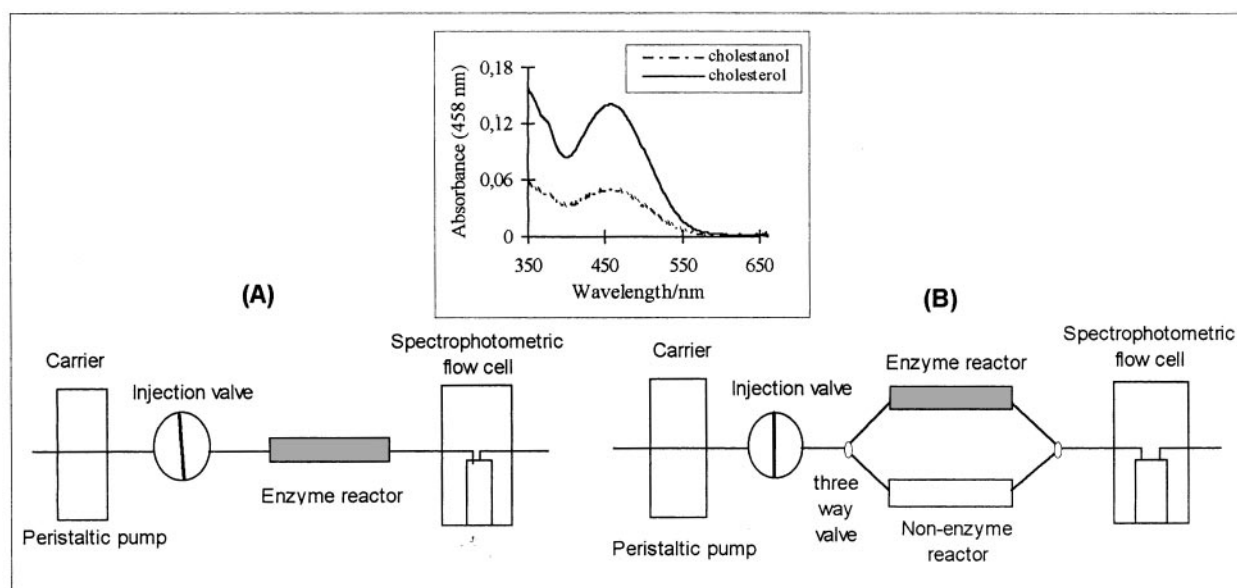 cholestanol
cholesterol
0,18
0,12
0,06
0
Absorbance (458 nm)
350
450
550
650
Wavelength/nm
(A)
Carrier
Injection valve
Spectrophotometric
flow cell
Enzyme reactor
Peristaltic pump
(B)
Carrier
Injection valve
Enzyme reactor
Spectrophotometric
flow cell
three
way
valve
Non-enzyme
reactor
Peristaltic pump